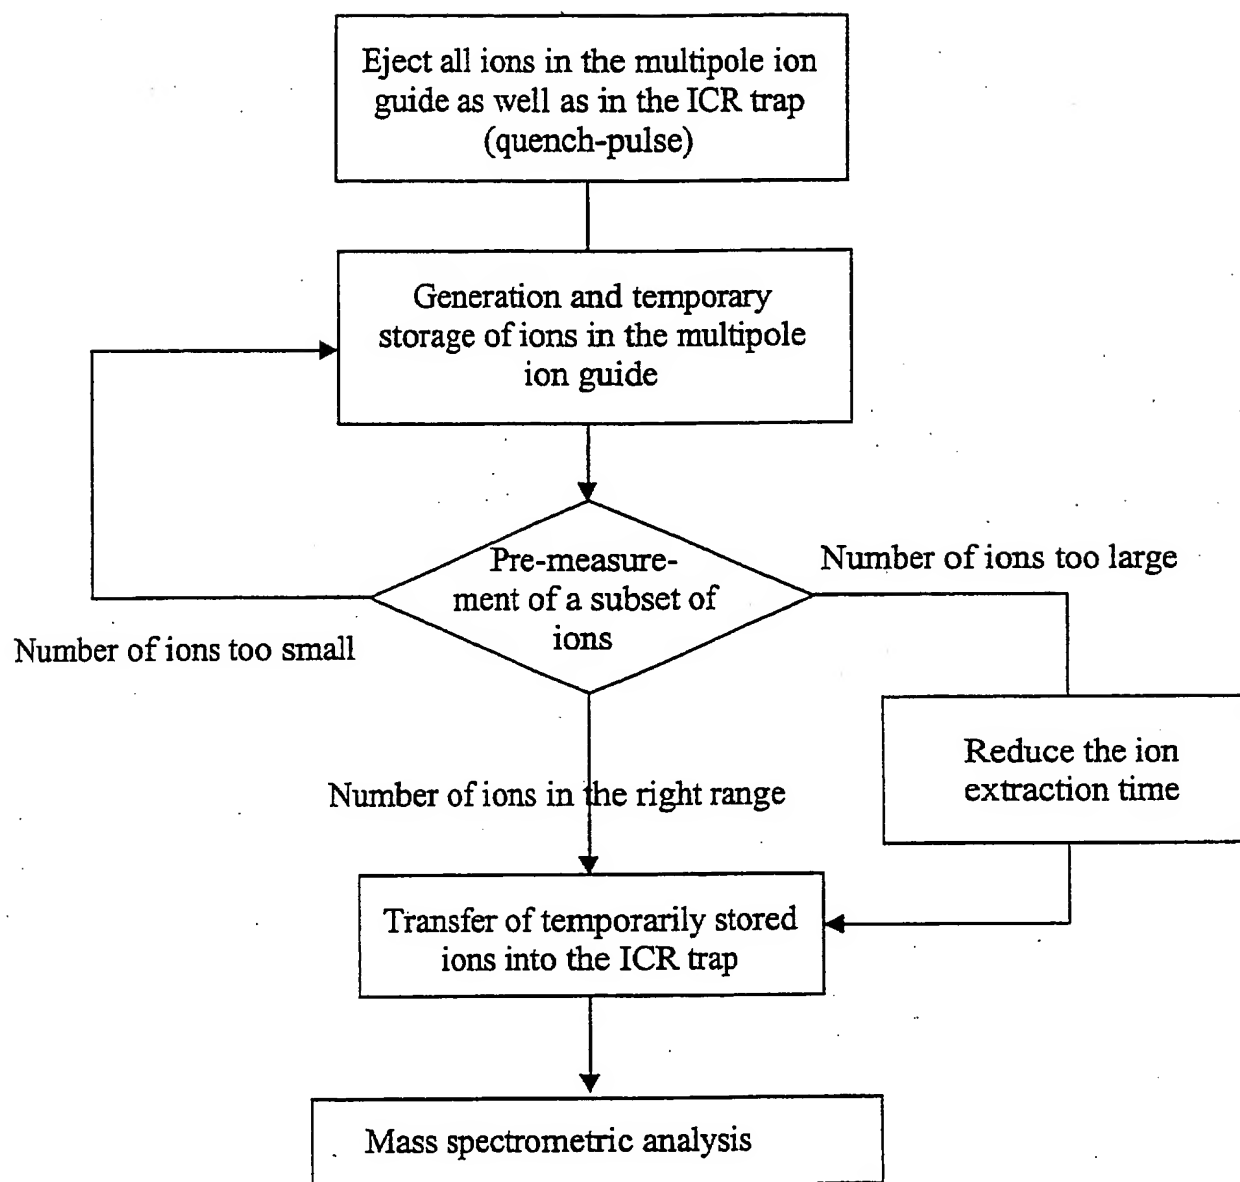 Eject all ions in the multipole ion
guide as well as in the ICR trap
(quench-pulse)
Generation and temporary
storage of ions in the multipole
ion guide
Pre-measure-
ment of a subset of
ions
Number of ions too large
Number of ions too small
Reduce the ion
extraction time
Number of ions in the right range
Transfer of temporarily stored
ions into the ICR trap
Mass spectrometric analysis